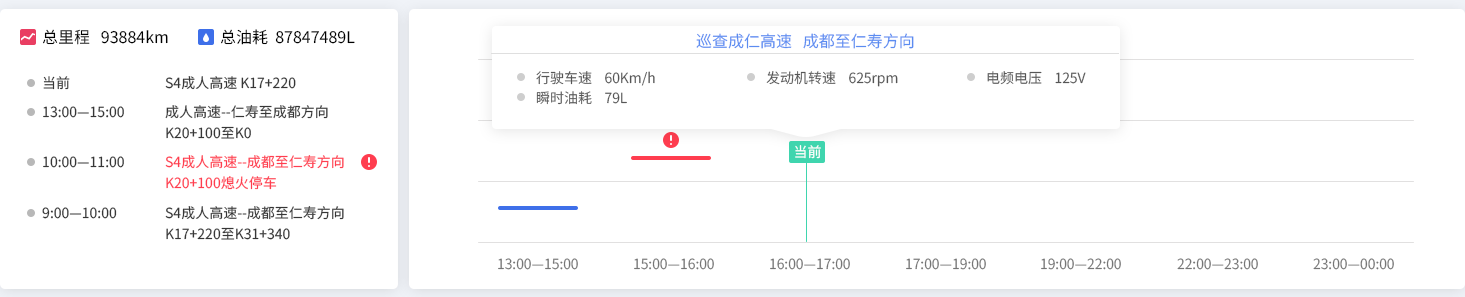 总里程 93884km 总油耗 87847489L
当前 S4成人高速 K17+220
13:00—15:00 成人高速--仁寿至成都方向
K20+100至K0
10:00—11:00 S4成人高速--成都至仁寿方向
K20+100熄火停车
9:00—10:00 S4成人高速--成都至仁寿方向
K17+220至K31+340
巡查成仁高速 成都至仁寿方向
行驶车速 60Km/h 发动机转速 625rpm 电频电压 125V
瞬时油耗 79L
当前
13:00—15:00 15:00—16:00 16:00—17:00 17:00—19:00 19:00—22:00 22:00—23:00 23:00—00:00